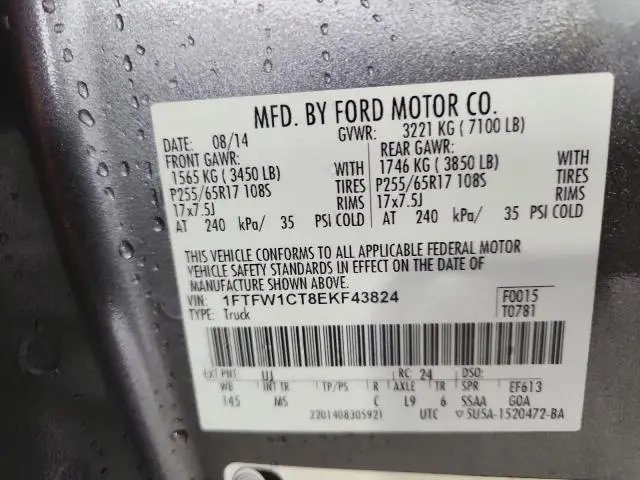 MFD. BY FORD MOTOR CO.
DATE: 08/14 GVWR: 3221 KG ( 7100 LB)
FRONT GAWR: REAR GAWR:
1565 KG ( 3450 LB) WITH 1746 KG ( 3850 LB) WITH
P255/65R17 108S TIRES P255/65R17 108S TIRES
17x7.5J RIMS 17x7.5J RIMS
AT 240 kPa/ 35 PSI COLD AT 240 kPa/ 35 PSI COLD
THIS VEHICLE CONFORMS TO ALL APPLICABLE FEDERAL MOTOR
VEHICLE SAFETY STANDARDS IN EFFECT ON THE DATE OF
MANUFACTURE SHOWN ABOVE.
VIN: 1FTFW1CT8EKF43824 F0015
TYPE: Truck T0781
EXT PNT: UJ RC: 24 DSO:
WB INT TR TP/PS R AXLE TR SPR EF613
145 MS C L9 6 SSAA GOA
2201408305921 UTC ▽5U5A-1520472-BA